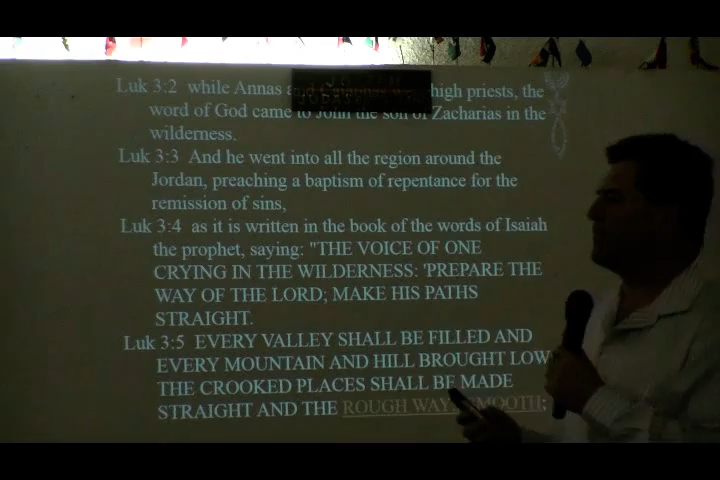 Luk 3:2 while Annas and Caiaphas were high priests, the
word of God came to John the son of Zacharias in the
wilderness.
Luk 3:3 And he went into all the region around the
Jordan, preaching a baptism of repentance for the
remission of sins,
Luk 3:4 as it is written in the book of the words of Isaiah
the prophet, saying: "THE VOICE OF ONE
CRYING IN THE WILDERNESS: 'PREPARE THE
WAY OF THE LORD; MAKE HIS PATHS
STRAIGHT.
Luk 3:5 EVERY VALLEY SHALL BE FILLED AND
EVERY MOUNTAIN AND HILL BROUGHT LOW
THE CROOKED PLACES SHALL BE MADE
STRAIGHT AND THE ROUGH WAYS SMOOTH;